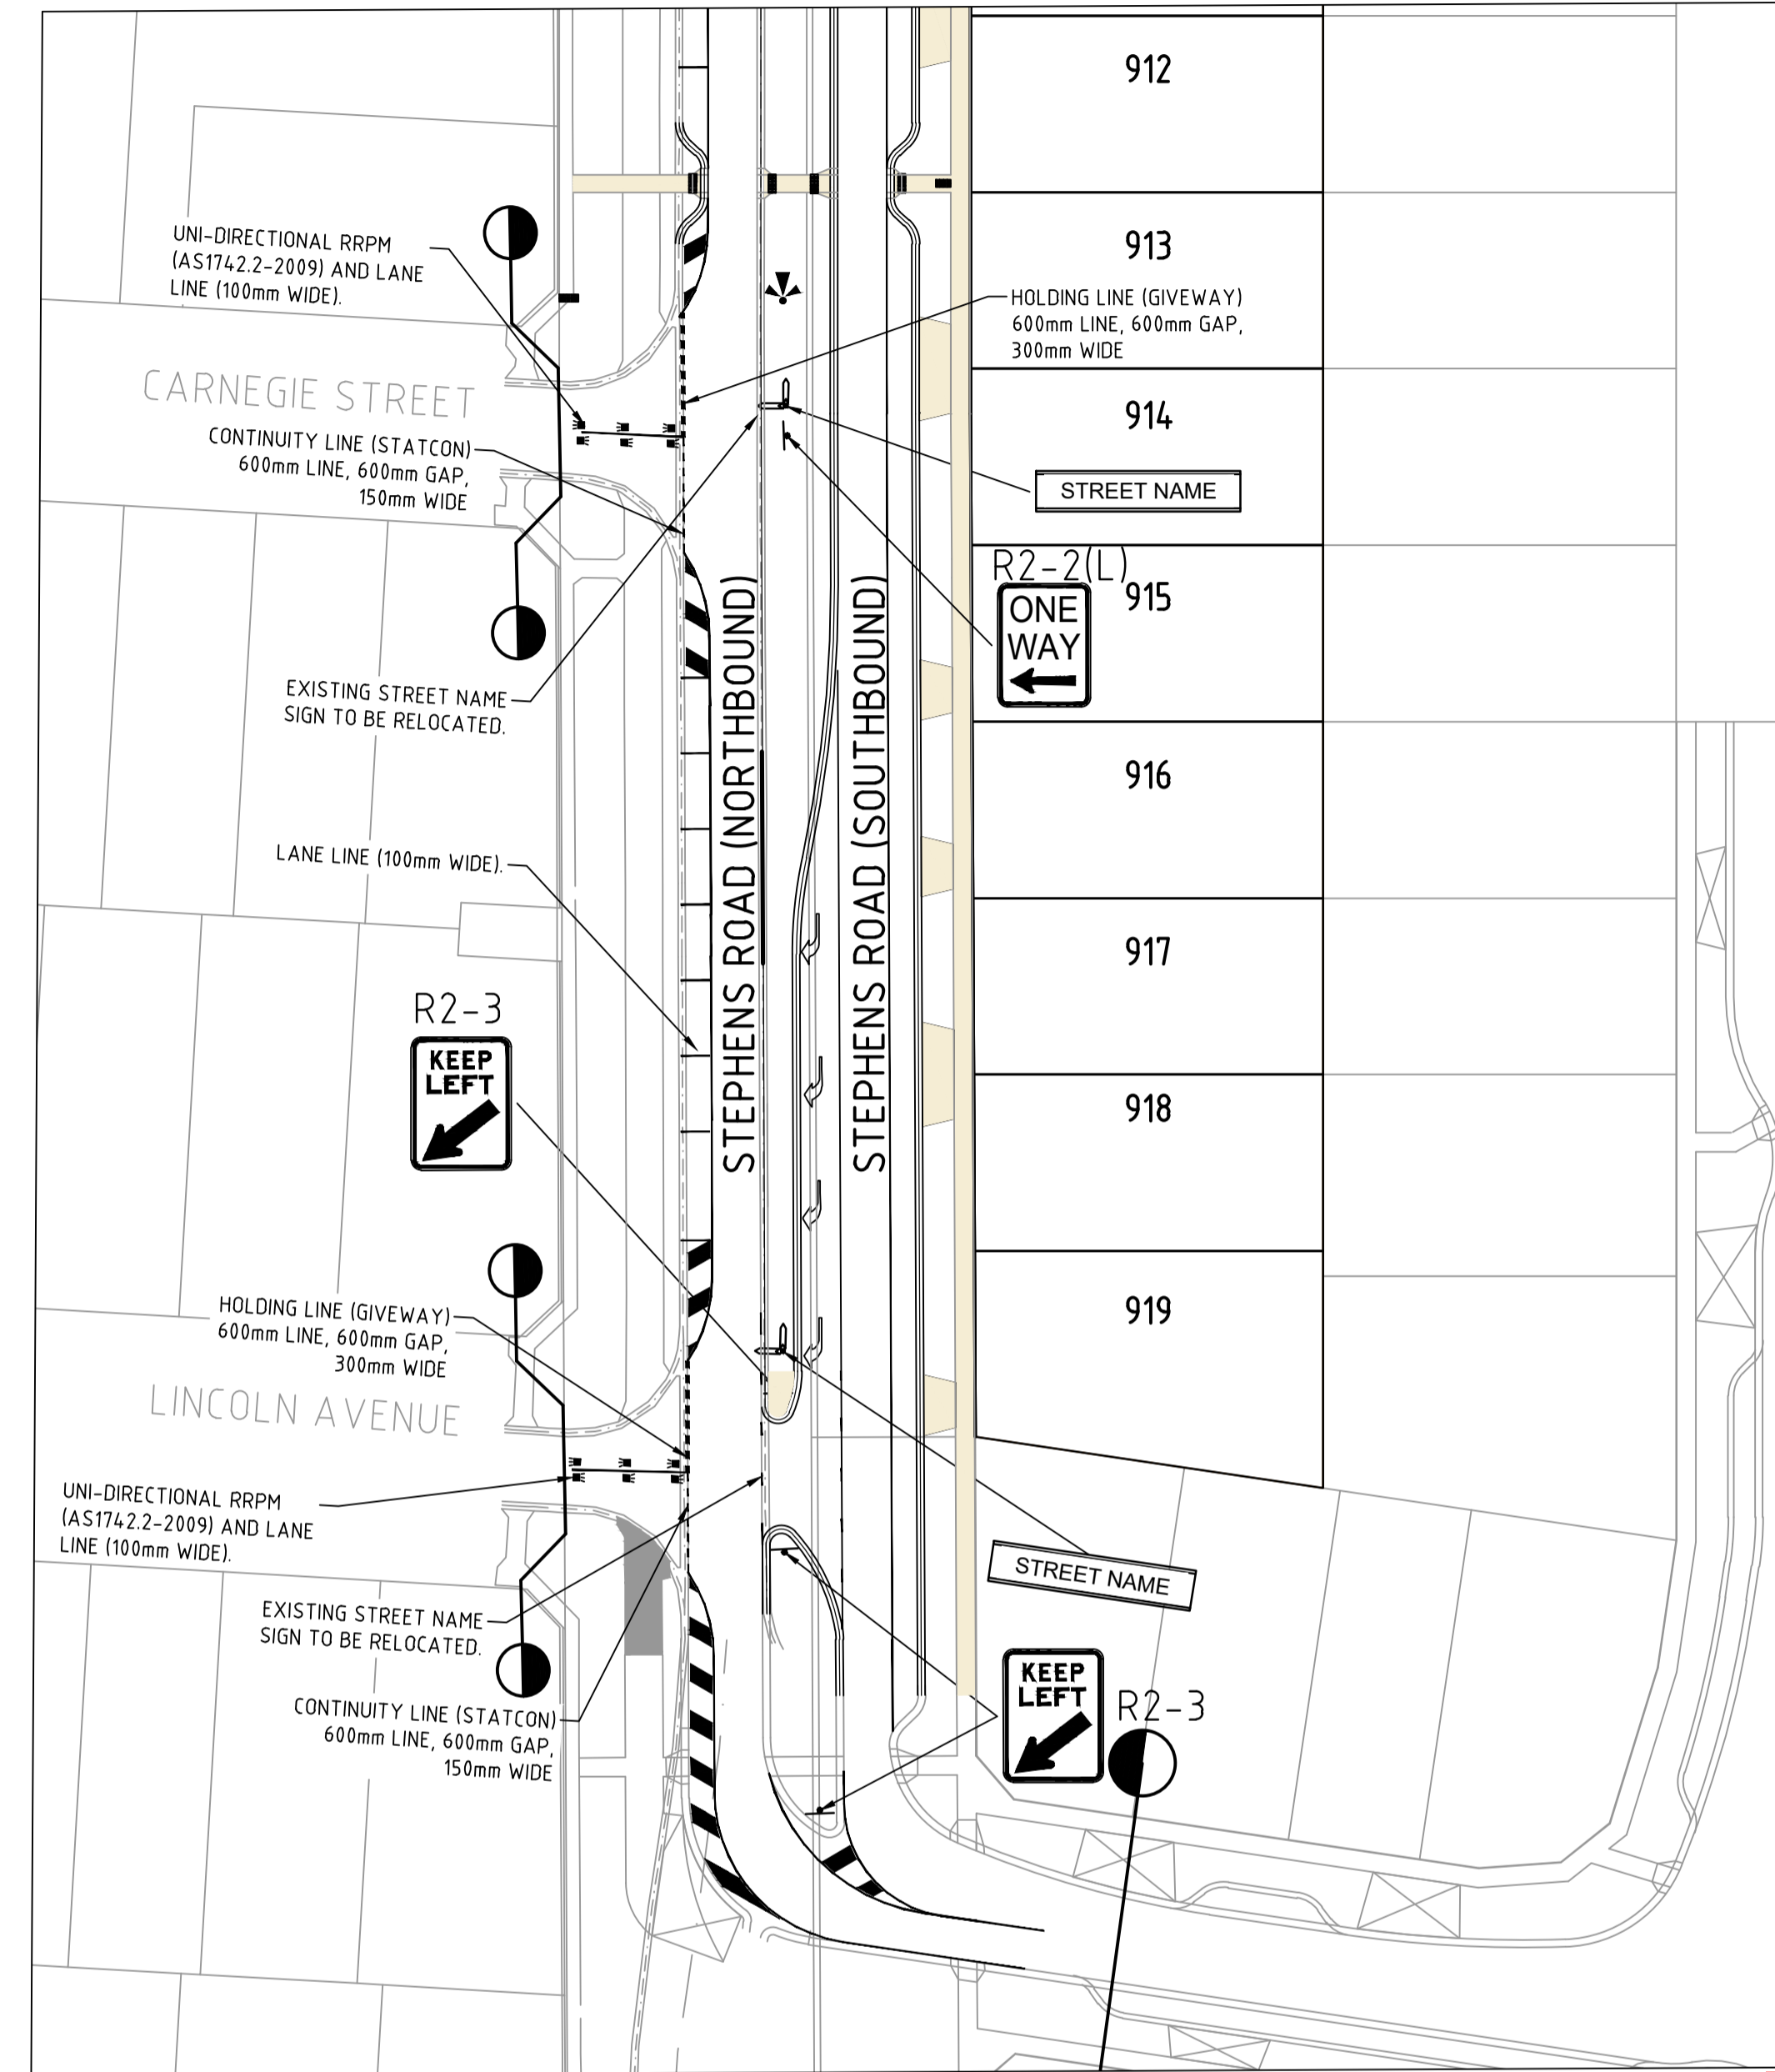 912
UNI-DIRECTIONAL RRPM
(AS1742.2-2009) AND LANE
LINE (100mm WIDE).
913
HOLDING LINE (GIVEWAY)
600mm LINE, 600mm GAP,
300mm WIDE
CARNEGIE STREET
914
CONTINUITY LINE (STATCON)
600mm LINE, 600mm GAP,
150mm WIDE
STREET NAME
R2-2(L)
915
ONE
WAY
STEPHENS ROAD (NORTHBOUND)
STEPHENS ROAD (SOUTHBOUND)
EXISTING STREET NAME
SIGN TO BE RELOCATED.
916
LANE LINE (100mm WIDE).
917
R2-3
KEEP
LEFT
918
919
HOLDING LINE (GIVEWAY)
600mm LINE, 600mm GAP,
300mm WIDE
LINCOLN AVENUE
UNI-DIRECTIONAL RRPM
(AS1742.2-2009) AND LANE
LINE (100mm WIDE).
STREET NAME
EXISTING STREET NAME
SIGN TO BE RELOCATED.
KEEP
LEFT
R2-3
CONTINUITY LINE (STATCON)
600mm LINE, 600mm GAP,
150mm WIDE